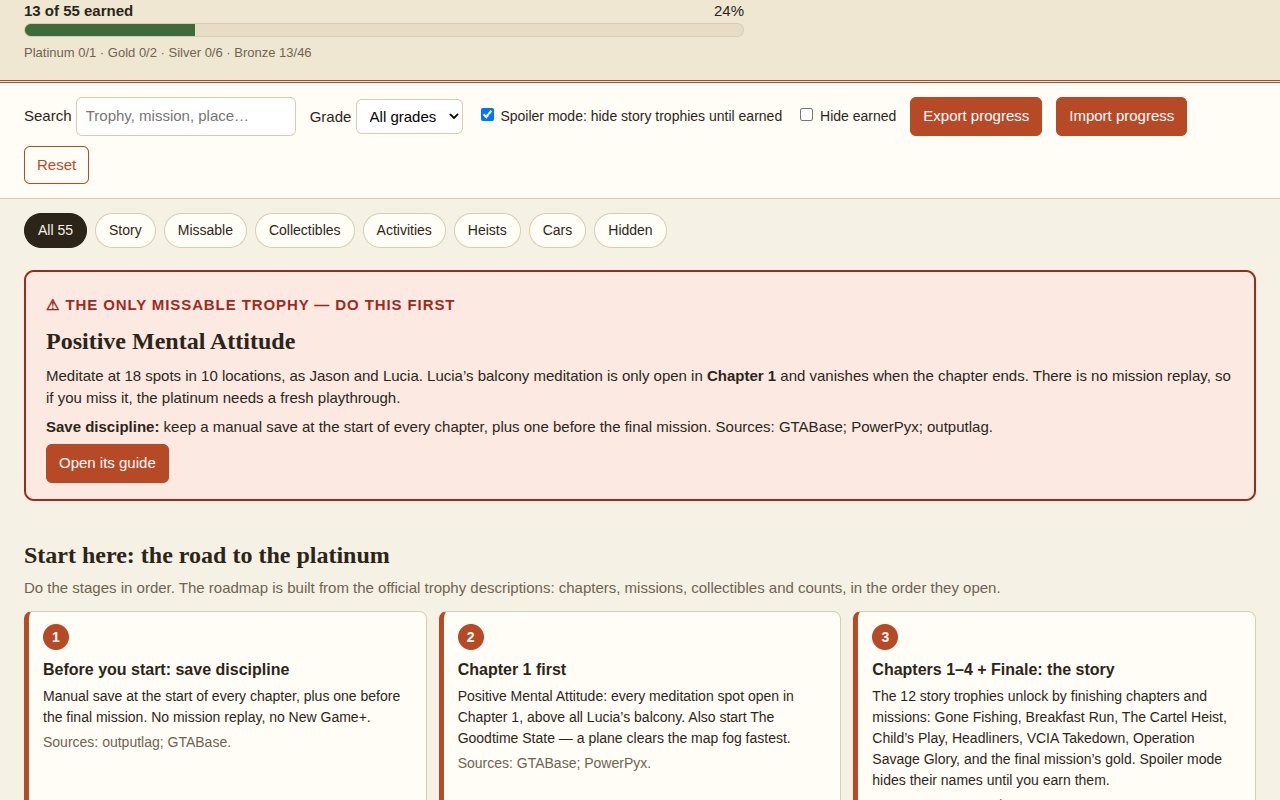 13 of 55 earned 24%
Platinum 0/1 · Gold 0/2 · Silver 0/6 · Bronze 13/46
Search Trophy, mission, place… Grade All grades Spoiler mode: hide story trophies until earned Hide earned Export progress Import progress
Reset
All 55 Story Missable Collectibles Activities Heists Cars Hidden
⚠ THE ONLY MISSABLE TROPHY — DO THIS FIRST
Positive Mental Attitude
Meditate at 18 spots in 10 locations, as Jason and Lucia. Lucia’s balcony meditation is only open in Chapter 1 and vanishes when the chapter ends. There is no mission replay, so
if you miss it, the platinum needs a fresh playthrough.
Save discipline: keep a manual save at the start of every chapter, plus one before the final mission. Sources: GTABase; PowerPyx; outputlag.
Open its guide
Start here: the road to the platinum
Do the stages in order. The roadmap is built from the official trophy descriptions: chapters, missions, collectibles and counts, in the order they open.
1
Before you start: save discipline
Manual save at the start of every chapter, plus one before
the final mission. No mission replay, no New Game+.
Sources: outputlag; GTABase.
2
Chapter 1 first
Positive Mental Attitude: every meditation spot open in
Chapter 1, above all Lucia’s balcony. Also start The
Goodtime State — a plane clears the map fog fastest.
Sources: GTABase; PowerPyx.
3
Chapters 1–4 + Finale: the story
The 12 story trophies unlock by finishing chapters and
missions: Gone Fishing, Breakfast Run, The Cartel Heist,
Child’s Play, Headliners, VCIA Takedown, Operation
Savage Glory, and the final mission’s gold. Spoiler mode
hides their names until you earn them.